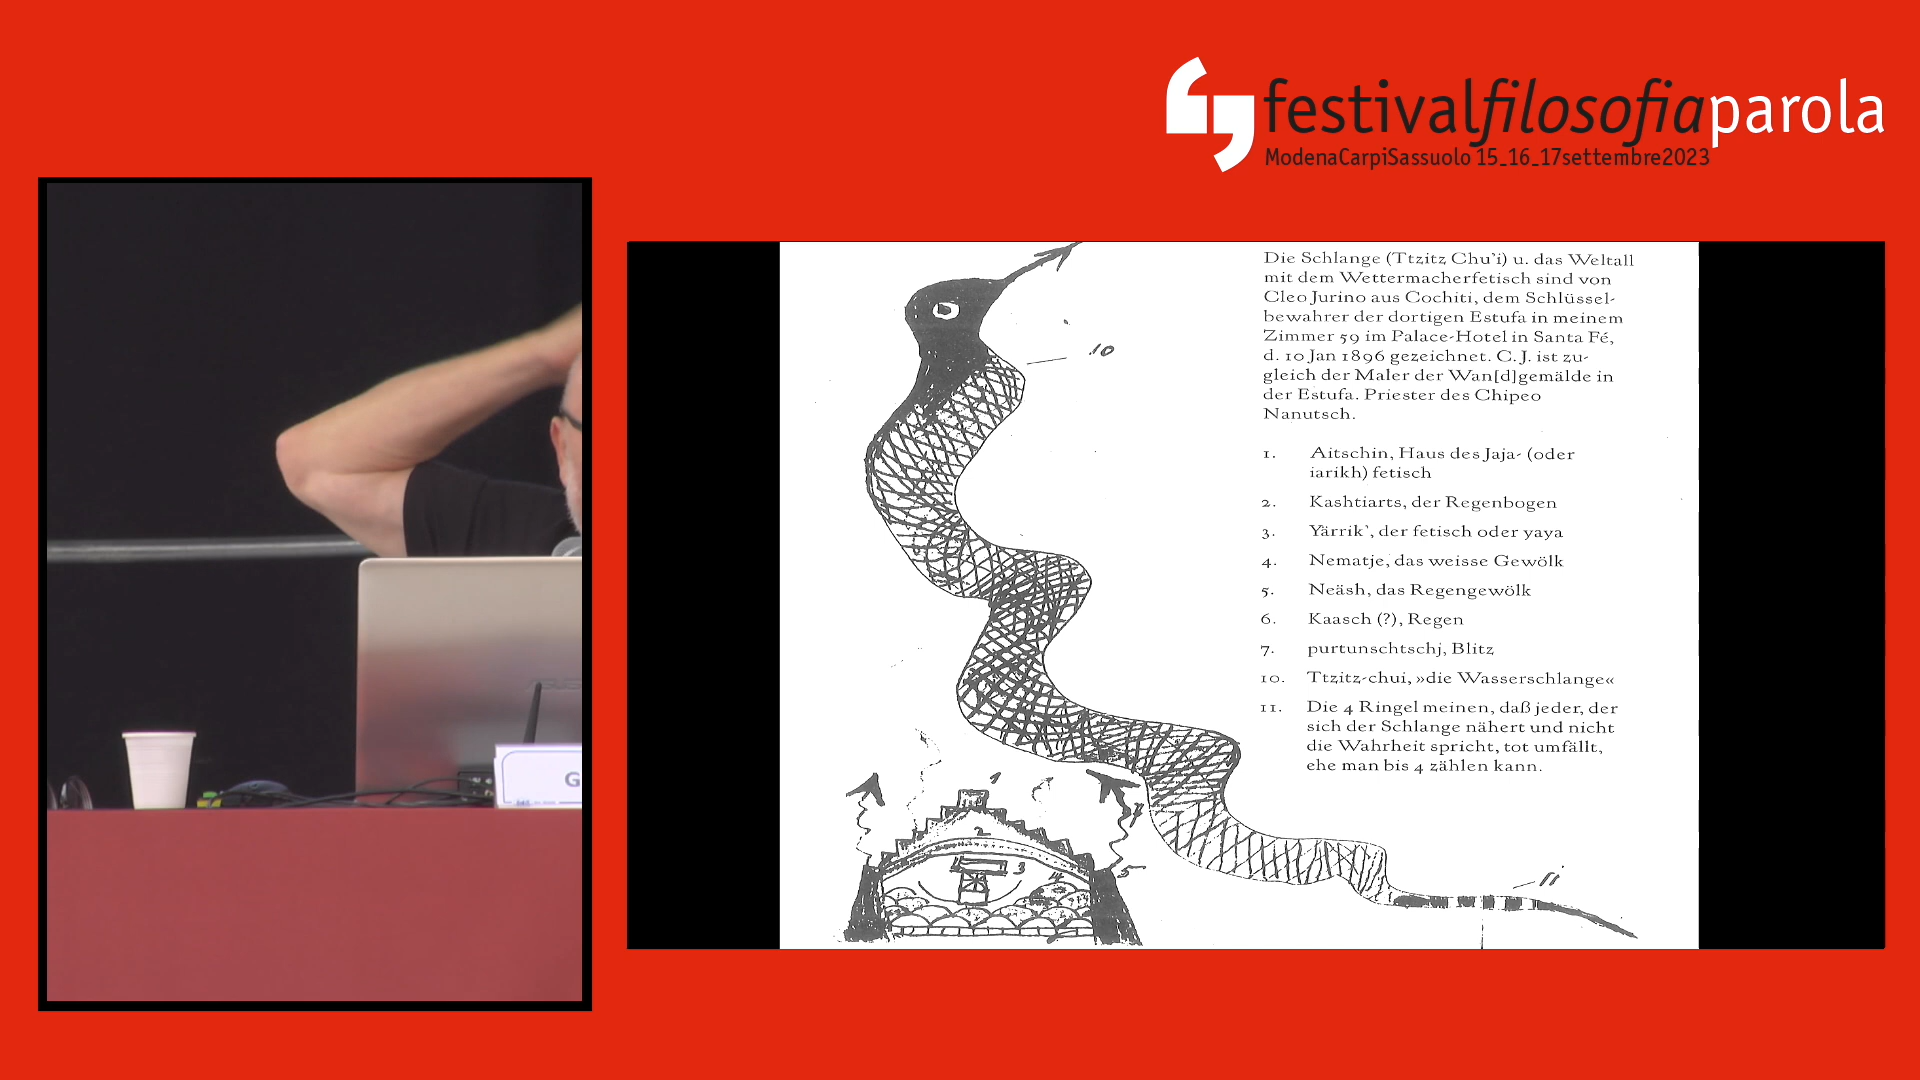 festivalfilosofiaparola
ModenaCarpiSassuolo 15_16_17settembre2023
G
Die Schlange (Ttzitz Chu'i) u. das Weltall
mit dem Wettermacherfetisch sind von
Cleo Jurino aus Cochiti, dem Schlüssel-
bewahrer der dortigen Estufa in meinem
Zimmer 59 im Palace-Hotel in Santa Fé,
d. 10 Jan 1896 gezeichnet. C. J. ist zu-
gleich der Maler der Wan[d]gemälde in
der Estufa. Priester des Chipeo
Nanutsch.
1. Aitschin, Haus des Jaja- (oder
iarikh) fetisch
2. Kashtiarts, der Regenbogen
3. Yärrik`, der fetisch oder yaya
4. Nematje, das weisse Gewölk
5. Neäsh, das Regengewölk
6. Kaasch (?), Regen
7. purtunschtschj, Blitz
10. Ttzitz-chui, »die Wasserschlange«
11. Die 4 Ringel meinen, daß jeder, der
sich der Schlange nähert und nicht
die Wahrheit spricht, tot umfällt,
ehe man bis 4 zählen kann.
10
1
2
3
4
5
7
11